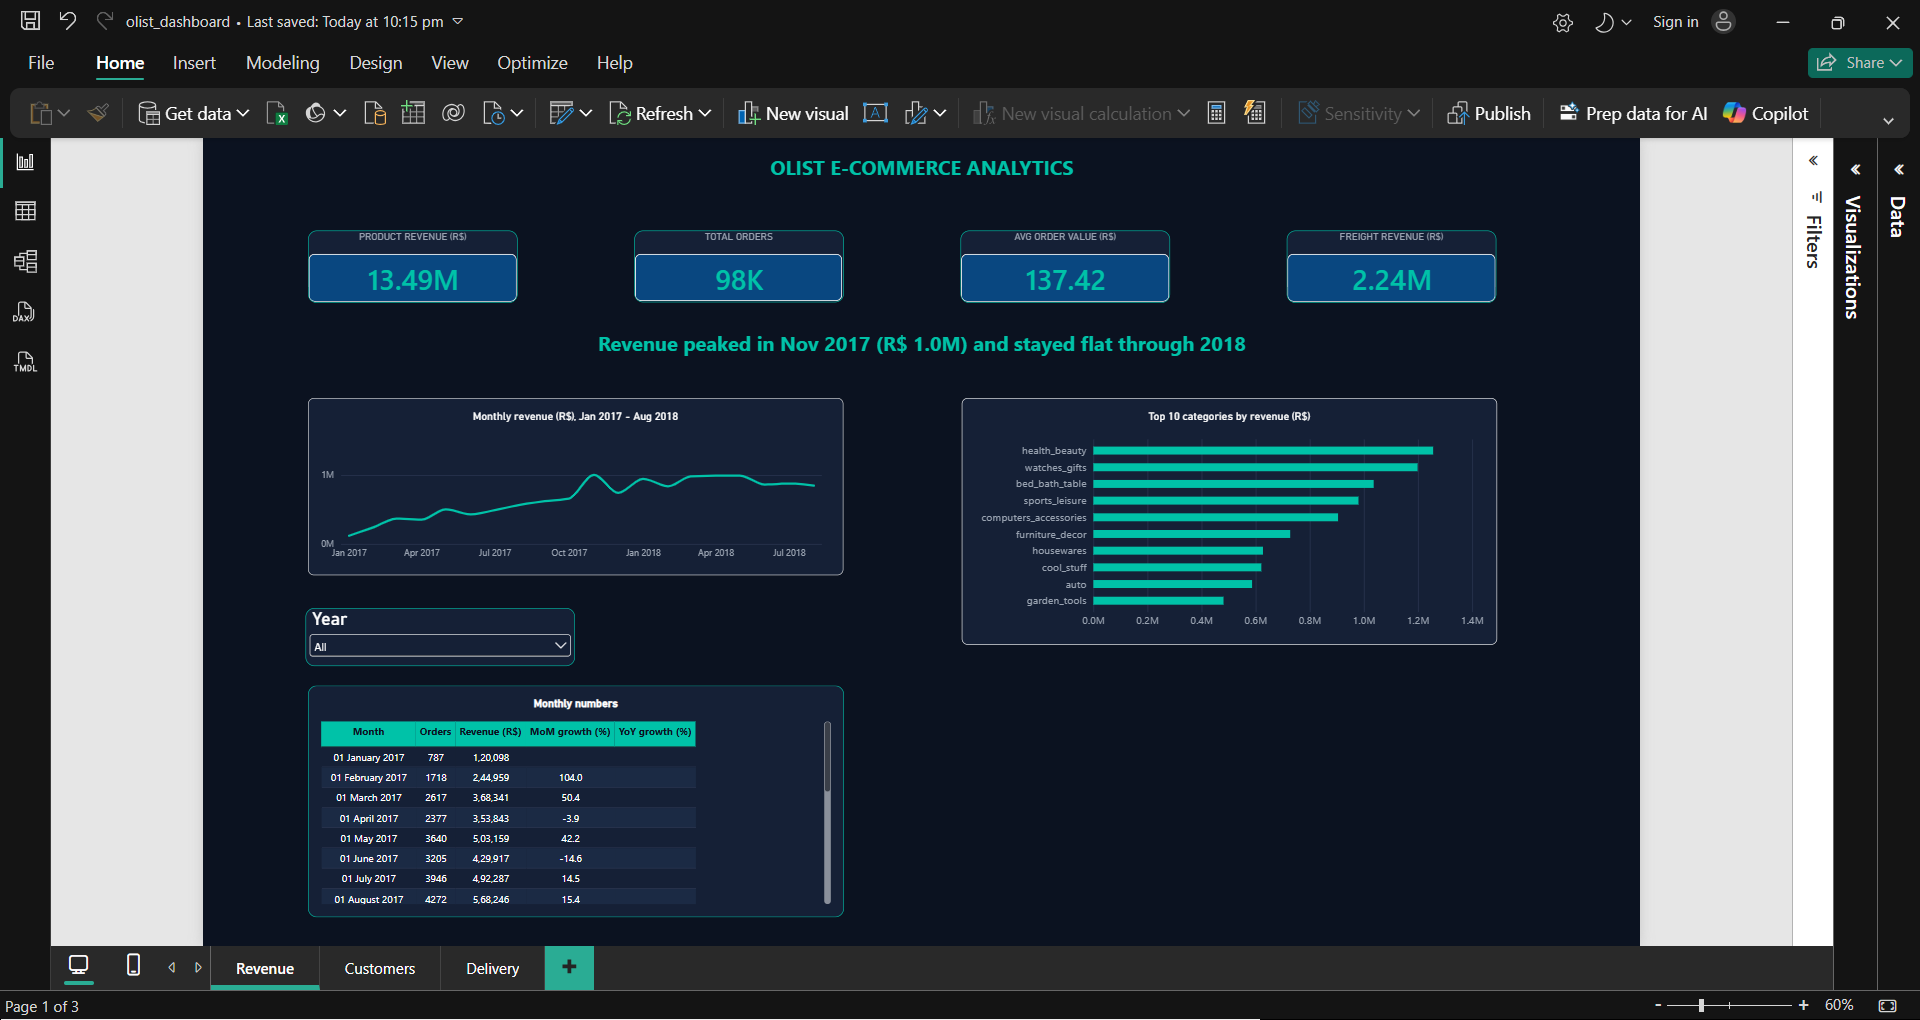 olist_dashboard • Last saved: Today at 10:15 pm
Sign in
File Home Insert Modeling Design View Optimize Help
Share
Get data
Refresh
New visual
New visual calculation
Sensitivity
Publish
Prep data for AI
Copilot
DAX
TMDL
OLIST E-COMMERCE ANALYTICS
PRODUCT REVENUE (R$)
13.49M
TOTAL ORDERS
98K
AVG ORDER VALUE (R$)
137.42
FREIGHT REVENUE (R$)
2.24M
Revenue peaked in Nov 2017 (R$ 1.0M) and stayed flat through 2018
Monthly revenue (R$), Jan 2017 - Aug 2018
1M
0M
Jan 2017 Apr 2017 Jul 2017 Oct 2017 Jan 2018 Apr 2018 Jul 2018
Top 10 categories by revenue (R$)
health_beauty
watches_gifts
bed_bath_table
sports_leisure
computers_accessories
furniture_decor
housewares
cool_stuff
auto
garden_tools
0.0M 0.2M 0.4M 0.6M 0.8M 1.0M 1.2M 1.4M
Year
All
Monthly numbers
Month Orders Revenue (R$) MoM growth (%) YoY growth (%)
01 January 2017 787 1,20,098
01 February 2017 1718 2,44,959 104.0
01 March 2017 2617 3,68,341 50.4
01 April 2017 2377 3,53,843 -3.9
01 May 2017 3640 5,03,159 42.2
01 June 2017 3205 4,29,917 -14.6
01 July 2017 3946 4,92,287 14.5
01 August 2017 4272 5,68,246 15.4
Filters
Visualizations
Data
Revenue Customers Delivery +
Page 1 of 3
- + 60%